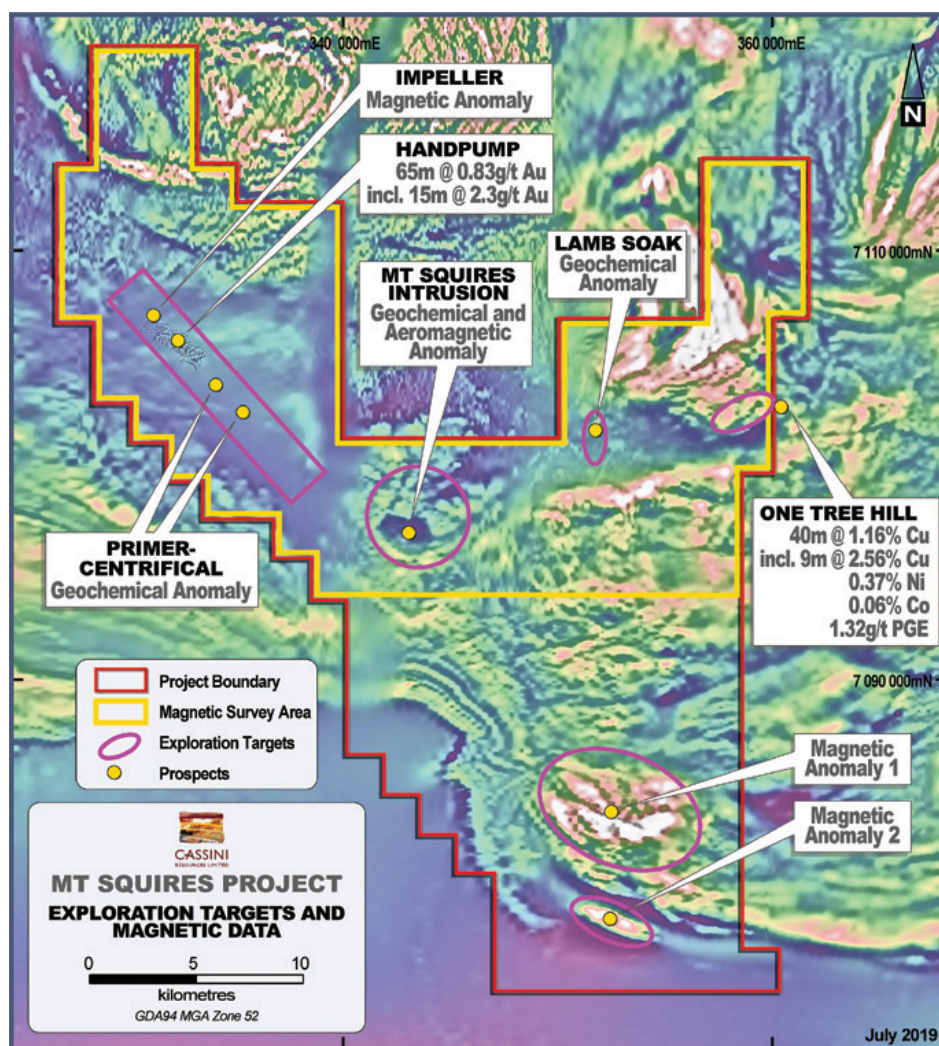 340 000mE
360 000mE
IMPELLER
Magnetic Anomaly
N
HANDPUMP
65m @ 0.83g/t Au
incl. 15m @ 2.3g/t Au
LAMB SOAK
Geochemical
Anomaly
7 110 000mN
MT SQUIRES
INTRUSION
Geochemical and
Aeromagnetic
Anomaly
PRIMER-
CENTRIFICAL
Geochemical Anomaly
ONE TREE HILL
40m @ 1.16% Cu
incl. 9m @ 2.56% Cu
0.37% Ni
0.06% Co
1.32g/t PGE
7 090 000mN
Project Boundary
Magnetic Survey Area
Exploration Targets
Prospects
Magnetic
Anomaly 1
Magnetic
Anomaly 2
CASSINI
RESOURCES LIMITED
MT SQUIRES PROJECT
EXPLORATION TARGETS AND
MAGNETIC DATA
0 5 10
kilometres
GDA94 MGA Zone 52
July 2019